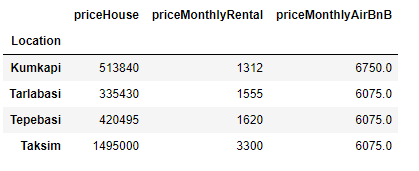 priceHouse priceMonthlyRental priceMonthlyAirBnB
Location
Kumkapi 513840 1312 6750.0
Tarlabasi 335430 1555 6075.0
Tepebasi 420495 1620 6075.0
Taksim 1495000 3300 6075.0